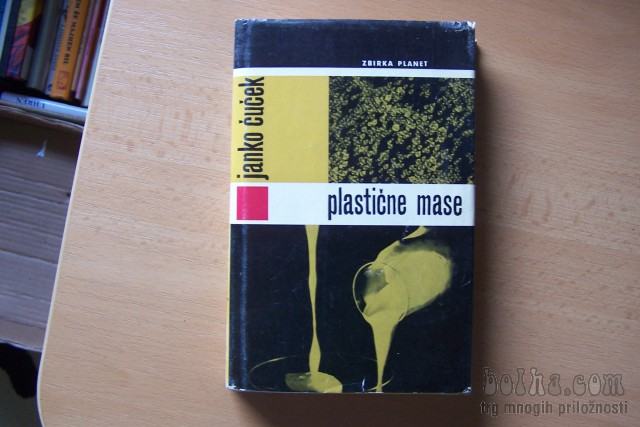 ZBIRKA PLANET
janko čuček
plastične mase
bolha.com
trg mnogih priložnosti